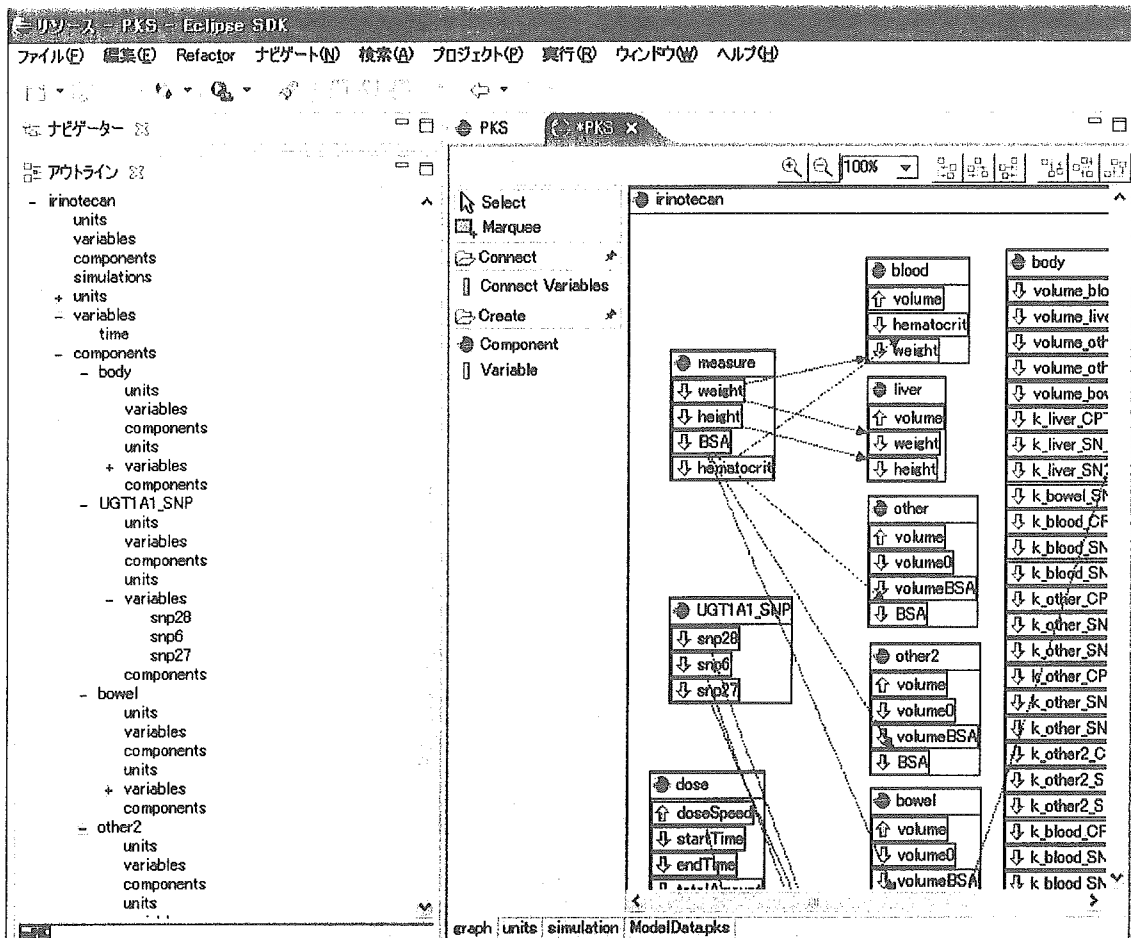 リソース - PKS - Eclipse SDK
ファイル(F) 編集(E) Refactor ナビゲート(N) 検索(A) プロジェクト(P) 実行(R) ウィンドウ(W) ヘルプ(H)
ナビゲーター
アウトライン
- irinotecan
units
variables
components
simulations
+ units
- variables
time
- components
- body
units
variables
components
units
+ variables
components
- UGT1A1_SNP
units
variables
components
units
- variables
snp28
snp6
snp27
components
- bowel
units
variables
components
units
+ variables
components
- other2
units
variables
components
units
PKS
*PKS
100%
Select
Marquee
Connect
Connect Variables
Create
Component
Variable
irinotecan
measure
weight
height
BSA
hematocrit
UGT1A1_SNP
snp28
snp6
snp27
dose
doseSpeed
startTime
endTime
totalAmount
blood
volume
hematocrit
weight
liver
volume
weight
height
other
volume
volume0
volumeBSA
BSA
other2
volume
volume0
volumeBSA
BSA
bowel
volume
volume0
volumeBSA
body
volume_blo
volume_live
volume_oth
volume_oth
volume_bov
k_liver_CPT
k_liver_SN_
k_liver_SN2
k_bowel_SN
k_blood_CF
k_blood_SN
k_blood_SN
k_other_CP
k_other_SN
k_other_SN
k_other_CP
k_other_SN
k_other_SN
k_other2_C
k_other2_S
k_other2_S
k_blood_CF
k_blood_SN
k_blood_SN
graph units simulation ModelData.pks